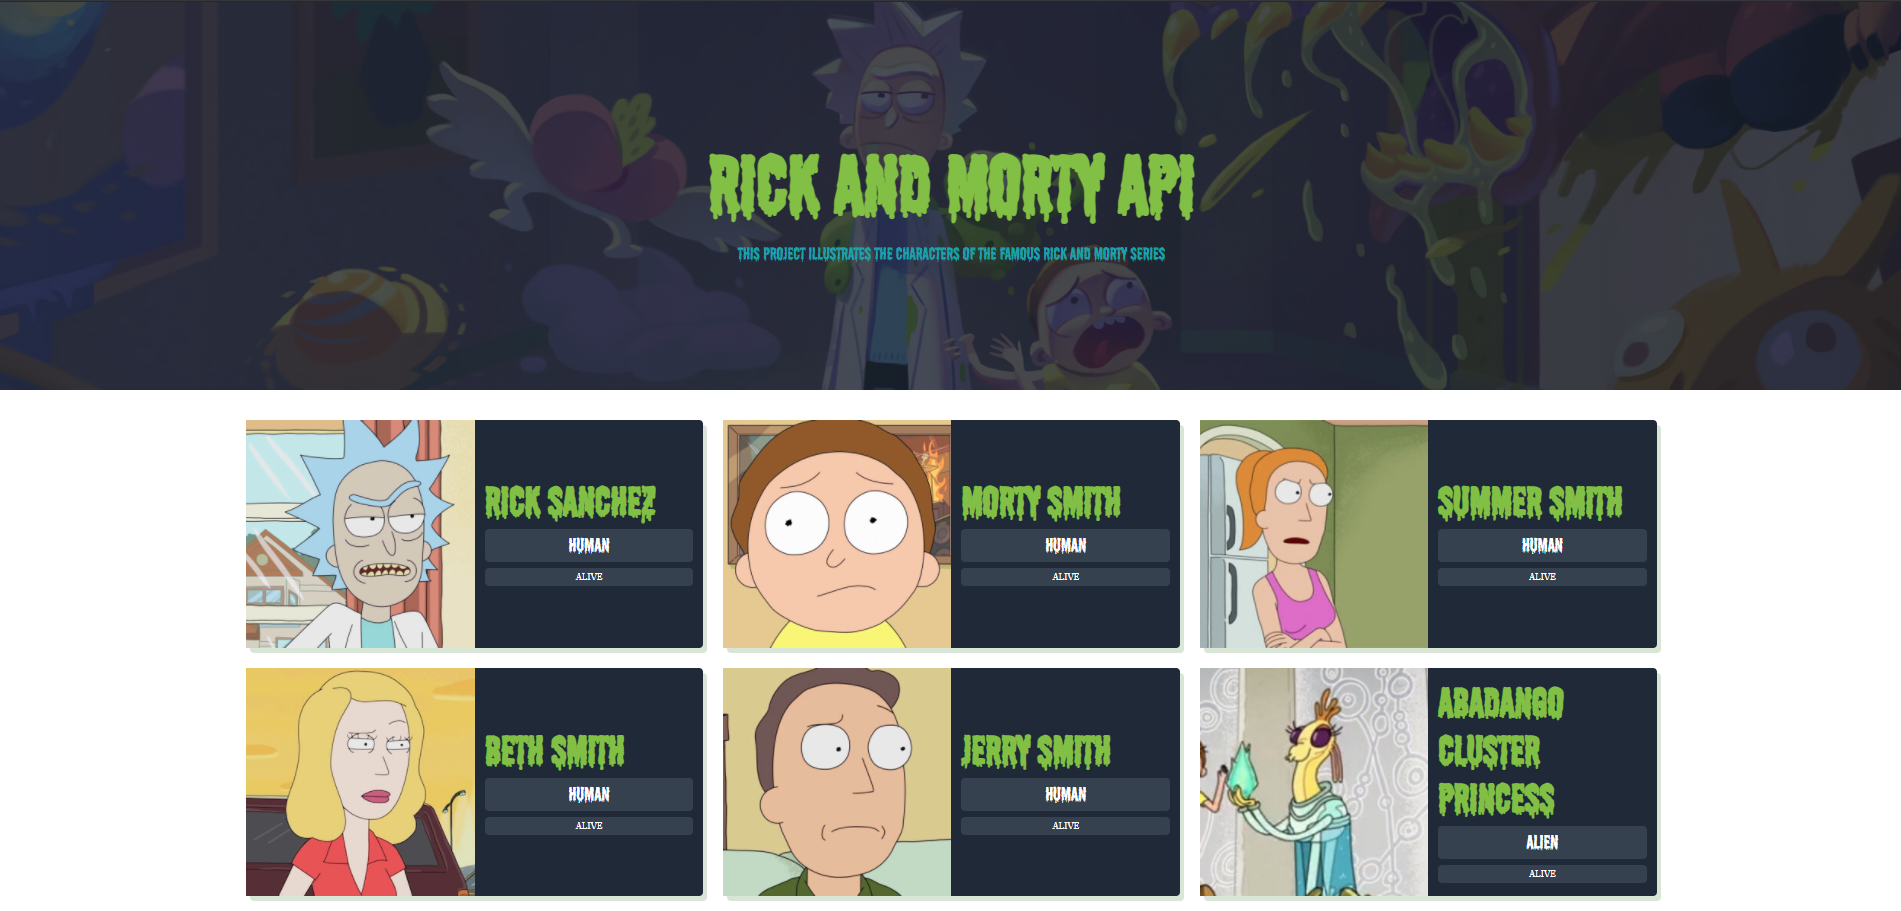 RICK AND MORTY API
THIS PROJECT ILLUSTRATES THE CHARACTERS OF THE FAMOUS RICK AND MORTY SERIES
RICK SANCHEZ
HUMAN
ALIVE
MORTY SMITH
HUMAN
ALIVE
SUMMER SMITH
HUMAN
ALIVE
BETH SMITH
HUMAN
ALIVE
JERRY SMITH
HUMAN
ALIVE
ABADANGO
CLUSTER
PRINCESS
ALIEN
ALIVE